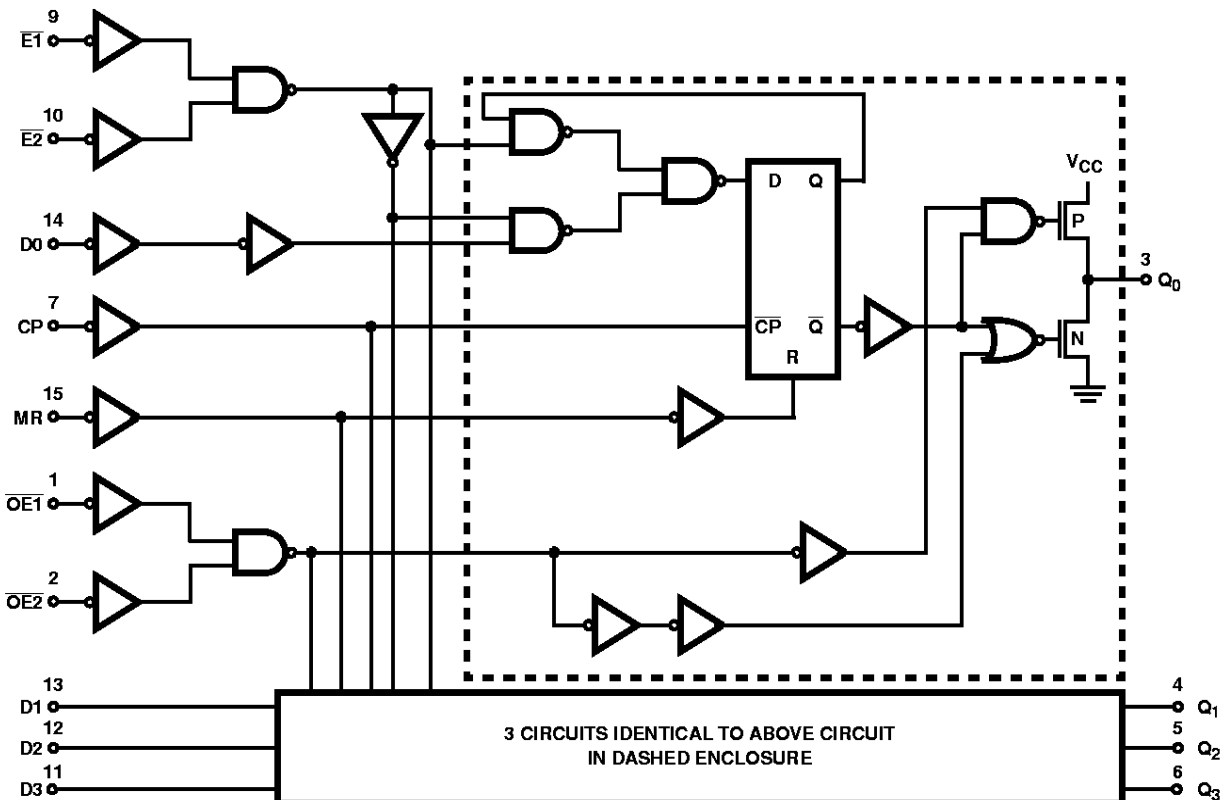 9
E1
10
E2
14
D0
7
CP
15
MR
1
OE1
2
OE2
13
D1
12
D2
11
D3
D Q
CP Q
R
VCC
P
N
3
Q0
3 CIRCUITS IDENTICAL TO ABOVE CIRCUIT
IN DASHED ENCLOSURE
4
Q1
5
Q2
6
Q3